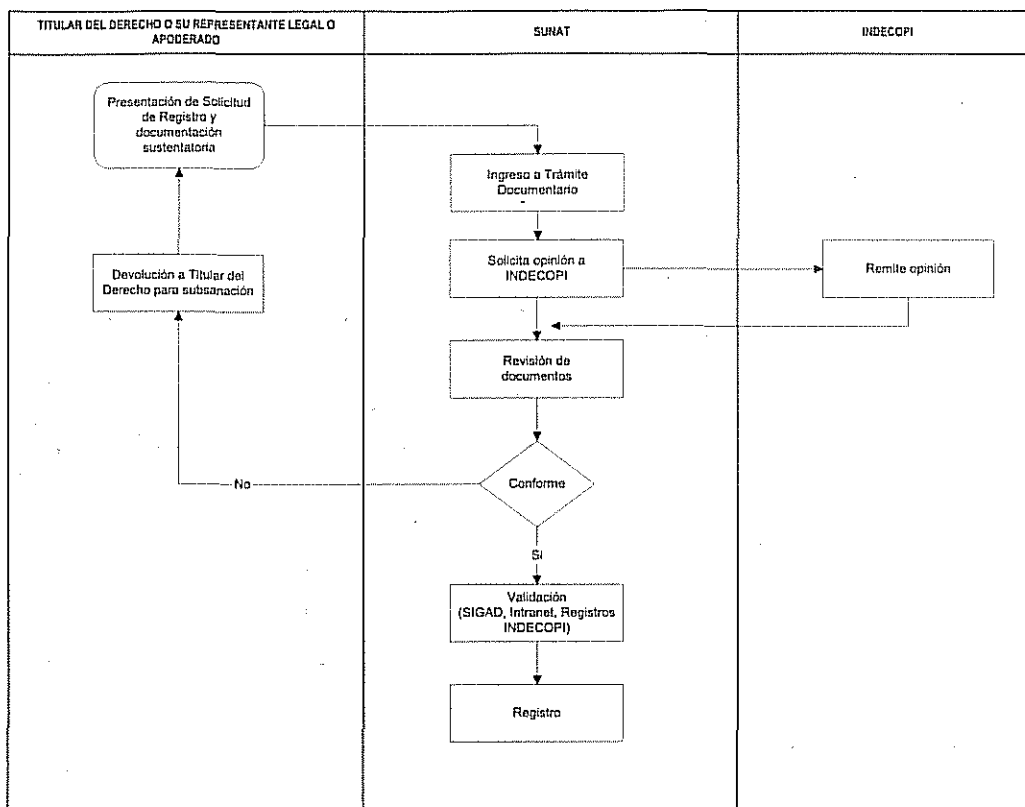 TITULAR DEL DERECHO O SU REPRESENTANTE LEGAL O
APODERADO
SUNAT
INDECOPI
Presentación de Solicitud
de Registro y
documentación
sustentatoria
Ingreso a Trámite
Documentario
Solicita opinión a
INDECOPI
Remite opinión
Devolución a Titular del
Derecho para subsanación
Revisión de
documentos
Conforme
No
Sí
Validación
(SIGAD, Intranet, Registros
INDECOPI)
Registro